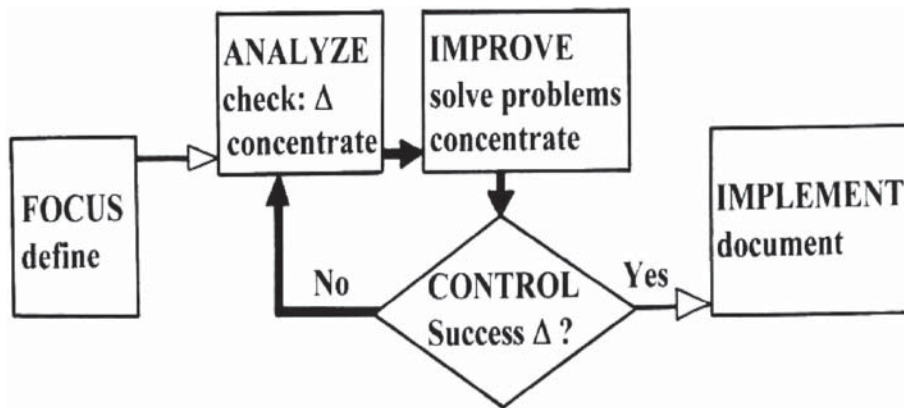 FOCUS
define
ANALYZE
check: Δ
concentrate
IMPROVE
solve problems
concentrate
CONTROL
Success Δ ?
No
Yes
IMPLEMENT
document